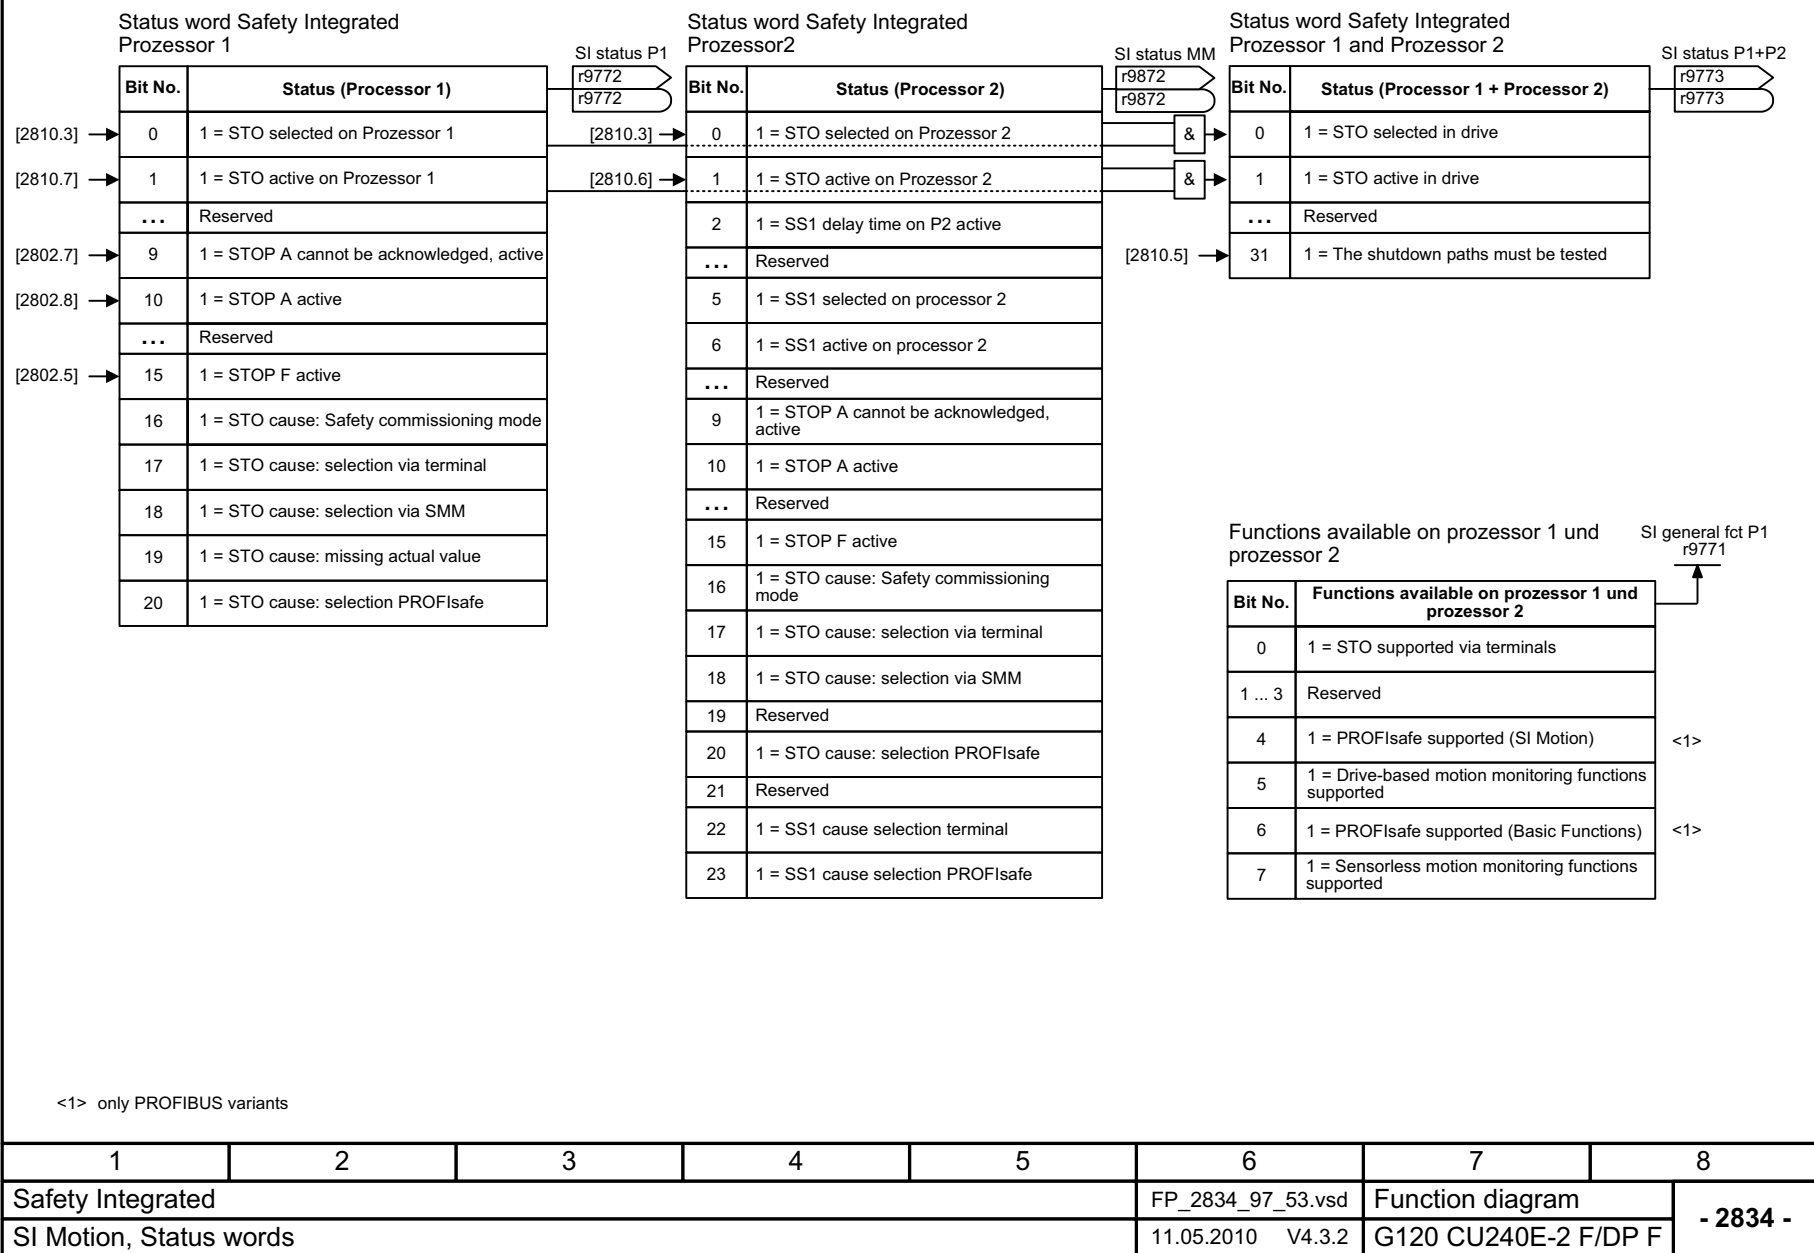 Status word Safety Integrated
Prozessor 1
SI status P1
r9772
r9772
Bit No. Status (Processor 1)
[2810.3] 0 1 = STO selected on Prozessor 1
[2810.7] 1 1 = STO active on Prozessor 1
... Reserved
[2802.7] 9 1 = STOP A cannot be acknowledged, active
[2802.8] 10 1 = STOP A active
... Reserved
[2802.5] 15 1 = STOP F active
16 1 = STO cause: Safety commissioning mode
17 1 = STO cause: selection via terminal
18 1 = STO cause: selection via SMM
19 1 = STO cause: missing actual value
20 1 = STO cause: selection PROFIsafe
Status word Safety Integrated
Prozessor2
SI status MM
r9872
r9872
Bit No. Status (Processor 2)
[2810.3] 0 1 = STO selected on Prozessor 2
[2810.6] 1 1 = STO active on Prozessor 2
2 1 = SS1 delay time on P2 active
... Reserved
5 1 = SS1 selected on processor 2
6 1 = SS1 active on processor 2
... Reserved
9 1 = STOP A cannot be acknowledged,
active
10 1 = STOP A active
... Reserved
15 1 = STOP F active
16 1 = STO cause: Safety commissioning
mode
17 1 = STO cause: selection via terminal
18 1 = STO cause: selection via SMM
19 Reserved
20 1 = STO cause: selection PROFIsafe
21 Reserved
22 1 = SS1 cause selection terminal
23 1 = SS1 cause selection PROFIsafe
Status word Safety Integrated
Prozessor 1 and Prozessor 2
SI status P1+P2
r9773
r9773
Bit No. Status (Processor 1 + Processor 2)
& 0 1 = STO selected in drive
& 1 1 = STO active in drive
... Reserved
[2810.5] 31 1 = The shutdown paths must be tested
Functions available on prozessor 1 und
prozessor 2
SI general fct P1
r9771
Bit No. Functions available on prozessor 1 und
prozessor 2
0 1 = STO supported via terminals
1 ... 3 Reserved
4 1 = PROFIsafe supported (SI Motion) <1>
5 1 = Drive-based motion monitoring functions
supported
6 1 = PROFIsafe supported (Basic Functions) <1>
7 1 = Sensorless motion monitoring functions
supported
<1> only PROFIBUS variants
1 2 3 4 5 6 7 8
Safety Integrated FP_2834_97_53.vsd Function diagram
- 2834 -
SI Motion, Status words 11.05.2010 V4.3.2 G120 CU240E-2 F/DP F